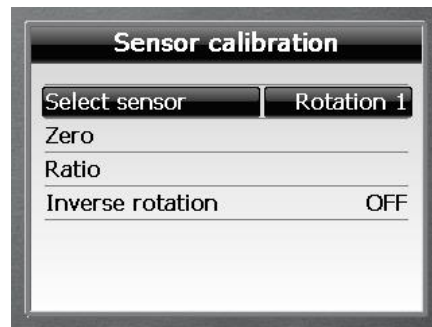 Sensor calibration
Select sensor Rotation 1
Zero
Ratio
Inverse rotation OFF